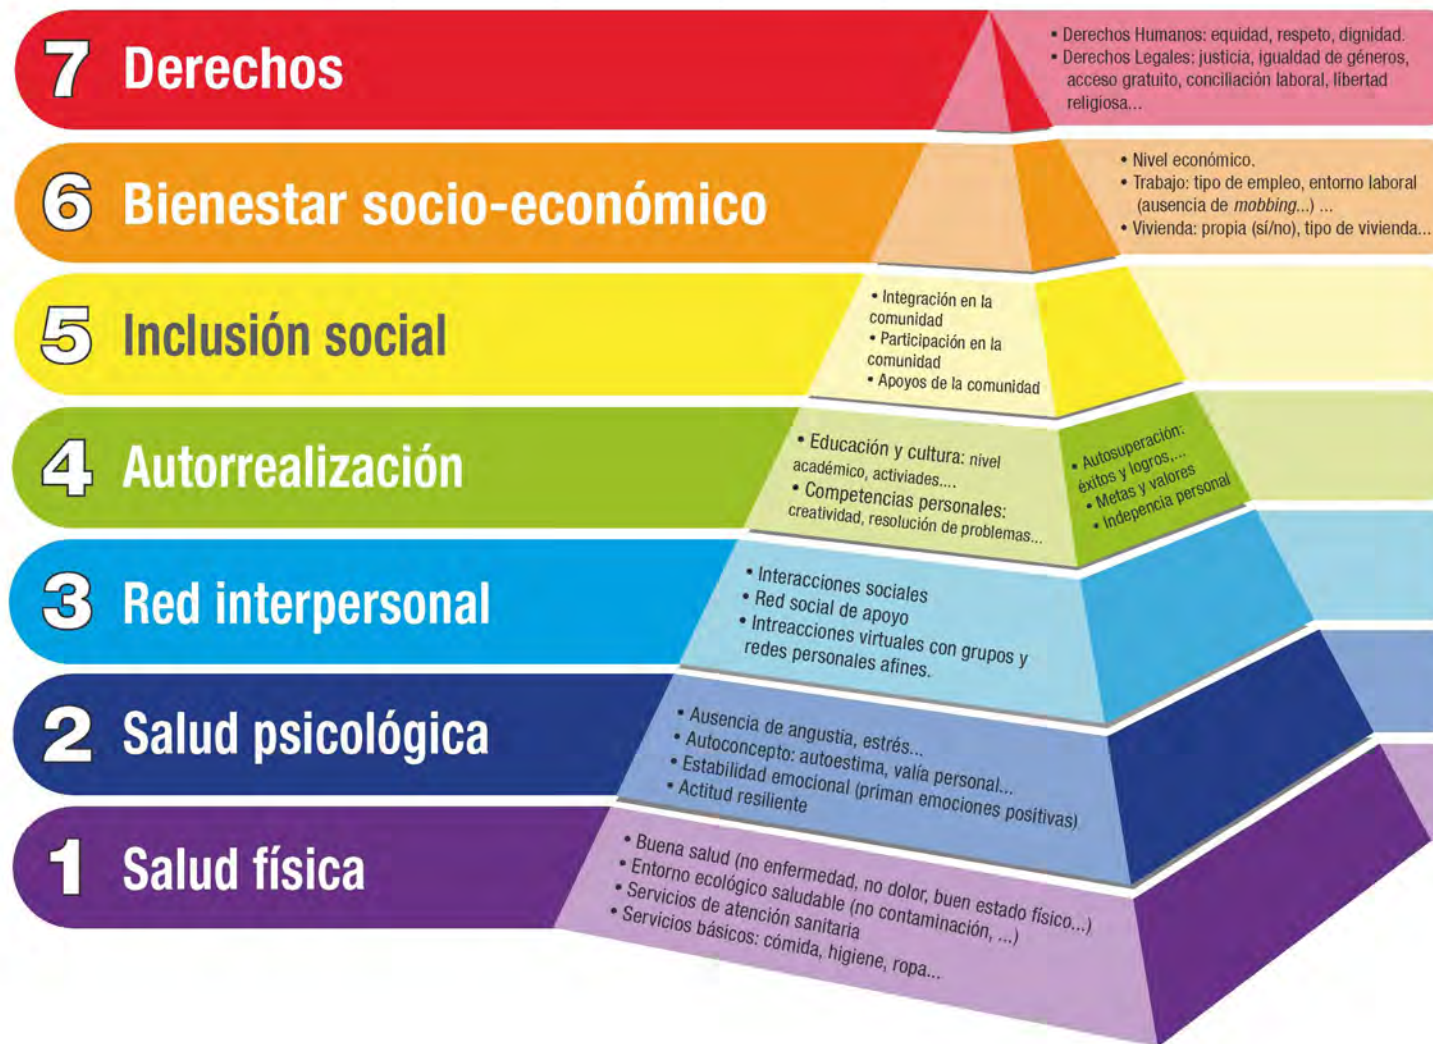 7 Derechos
• Derechos Humanos: equidad, respeto, dignidad.
• Derechos Legales: justicia, igualdad de géneros,
acceso gratuito, conciliación laboral, libertad
religiosa...
6 Bienestar socio-económico
• Nivel económico.
• Trabajo: tipo de empleo, entorno laboral
(ausencia de mobbing...) ...
• Vivienda: propia (sí/no), tipo de vivienda...
5 Inclusión social
• Integración en la
comunidad
• Participación en la
comunidad
• Apoyos de la comunidad
4 Autorrealización
• Educación y cultura: nivel
académico, activiades....
• Competencias personales:
creatividad, resolución de problemas...
• Autosuperación:
éxitos y logros,...
• Metas y valores
• Indepencia personal
3 Red interpersonal
• Interacciones sociales
• Red social de apoyo
• Intreacciones virtuales con grupos y
redes personales afines.
2 Salud psicológica
• Ausencia de angustia, estrés...
• Autoconcepto: autoestima, valía personal...
• Estabilidad emocional (priman emociones positivas)
• Actitud resiliente
1 Salud física
• Buena salud (no enfermedad, no dolor, buen estado físico...)
• Entorno ecológico saludable (no contaminación, ...)
• Servicios de atención sanitaria
• Servicios básicos: cómida, higiene, ropa...